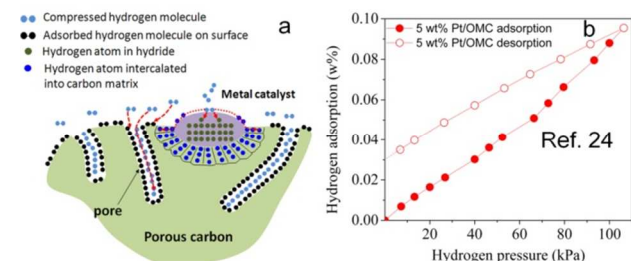 a
Compressed hydrogen molecule
Adsorbed hydrogen molecule on surface
Hydrogen atom in hydride
Hydrogen atom intercalated
into carbon matrix
Metal catalyst
pore
Porous carbon
b
5 wt% Pt/OMC adsorption
5 wt% Pt/OMC desorption
Ref. 24
Hydrogen adsorption (w%)
0.10
0.08
0.06
0.04
0.02
0.00
20 40 60 80 100
Hydrogen pressure (kPa)